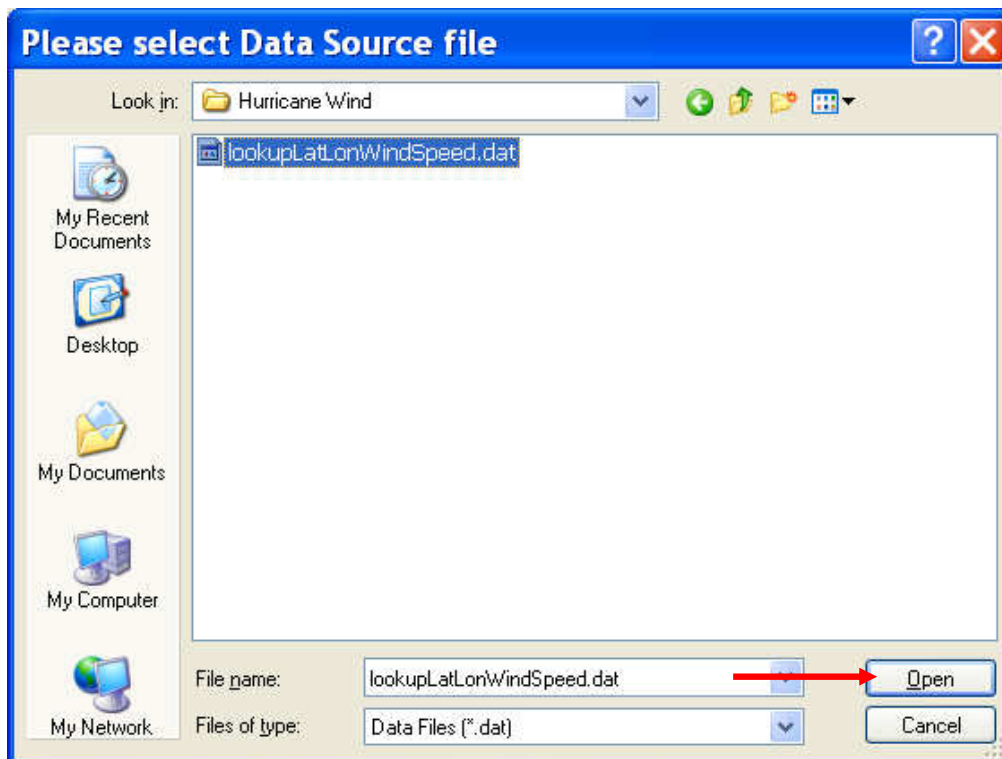 Please select Data Source file
Look in: Hurricane Wind
lookupLatLonWindSpeed.dat
My Recent
Documents
Desktop
My Documents
My Computer
My Network
File name: lookupLatLonWindSpeed.dat Open
Files of type: Data Files (*.dat) Cancel